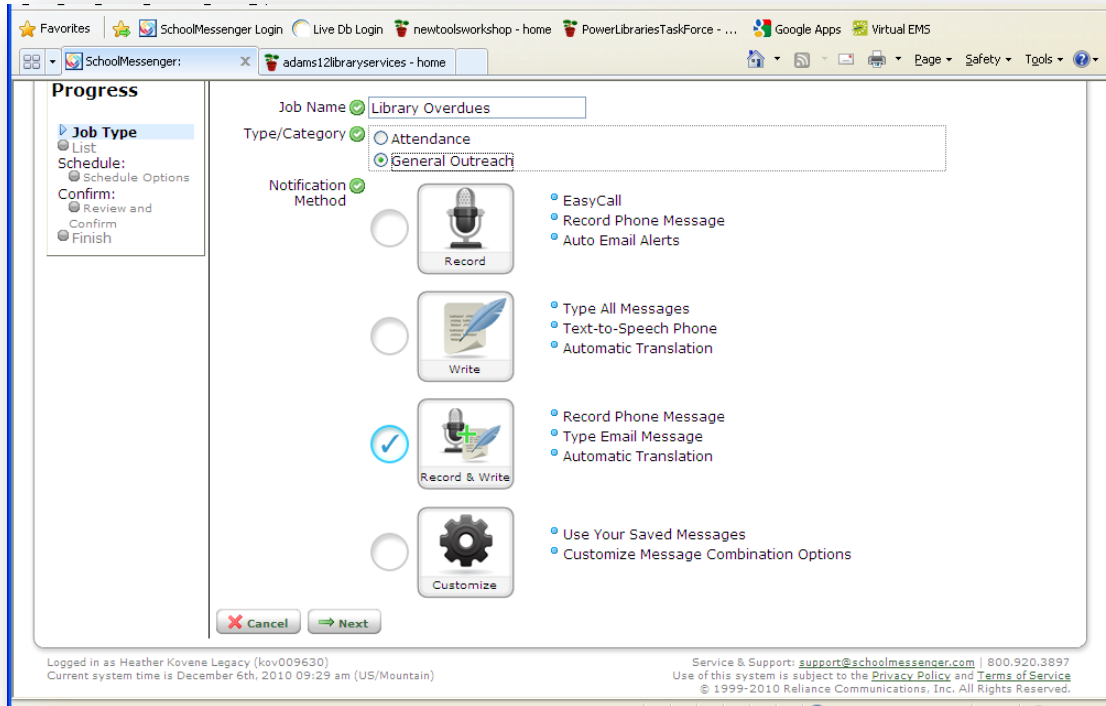 Favorites SchoolMessenger Login Live Db Login newtoolsworkshop - home PowerLibrariesTaskForce - ... Google Apps Virtual EMS
SchoolMessenger: X adams12libraryservices - home Page Safety Tools
Progress
Job Type
List
Schedule:
Schedule Options
Confirm:
Review and
Confirm
Finish
Job Name Library Overdues
Type/Category Attendance
General Outreach
Notification
Method
Record
EasyCall
Record Phone Message
Auto Email Alerts
Write
Type All Messages
Text-to-Speech Phone
Automatic Translation
Record & Write
Record Phone Message
Type Email Message
Automatic Translation
Customize
Use Your Saved Messages
Customize Message Combination Options
Cancel Next
Logged in as Heather Kovene Legacy (kov009630)
Current system time is December 6th, 2010 09:29 am (US/Mountain)
Service & Support: support@schoolmessenger.com | 800.920.3897
Use of this system is subject to the Privacy Policy and Terms of Service
© 1999-2010 Reliance Communications, Inc. All Rights Reserved.